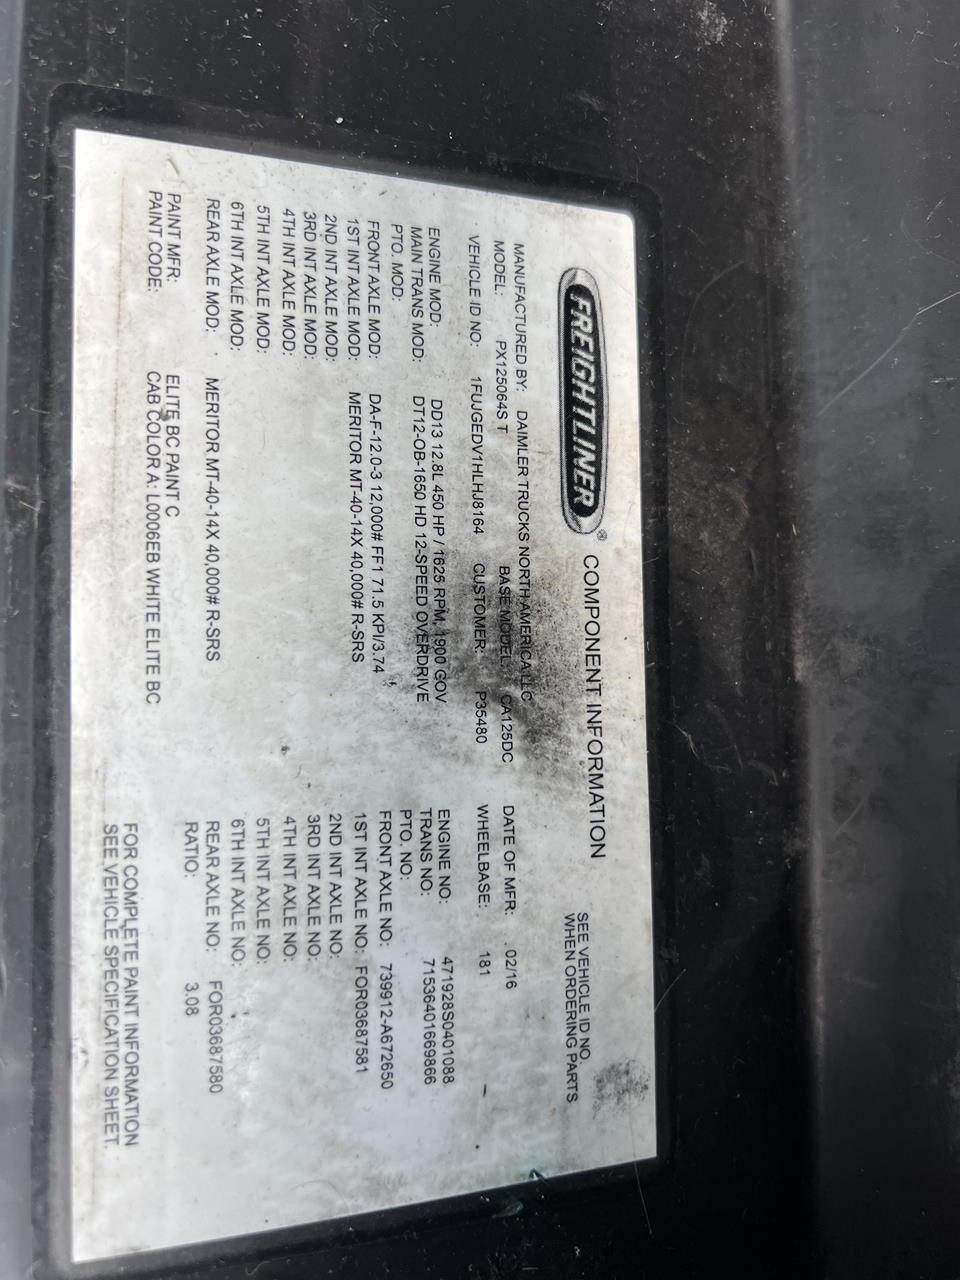 FREIGHTLINER® COMPONENT INFORMATION
SEE VEHICLE ID NO.
WHEN ORDERING PARTS
MANUFACTURED BY: DAIMLER TRUCKS NORTH AMERICA LLC
MODEL: PX125064S T BASE MODEL: CA125DC DATE OF MFR: 02/16
VEHICLE ID NO: 1FUJGEDV1HLHJ8164 CUSTOMER: P35480 WHEELBASE: 181
ENGINE MOD: DD13 12.8L 450 HP / 1625 RPM, 1900 GOV ENGINE NO: 471928S0401088
MAIN TRANS MOD: DT12-OB-1650 HD 12-SPEED OVERDRIVE TRANS NO: 71536401669866
PTO. MOD: PTO. NO:
FRONT AXLE MOD: DA-F-12.0-3 12,000# FF1 71.5 KPI/3.74 FRONT AXLE NO: 739912-A672650
1ST INT AXLE MOD: MERITOR MT-40-14X 40,000# R-SRS 1ST INT AXLE NO: FOR03687581
2ND INT AXLE MOD: 2ND INT AXLE NO:
3RD INT AXLE MOD: 3RD INT AXLE NO:
4TH INT AXLE MOD: 4TH INT AXLE NO:
5TH INT AXLE MOD: 5TH INT AXLE NO:
6TH INT AXLE MOD: 6TH INT AXLE NO:
REAR AXLE MOD: MERITOR MT-40-14X 40,000# R-SRS REAR AXLE NO: FOR03687580
RATIO: 3.08
PAINT MFR: ELITE BC PAINT C
PAINT CODE: CAB COLOR A: L0006EB WHITE ELITE BC
FOR COMPLETE PAINT INFORMATION
SEE VEHICLE SPECIFICATION SHEET.